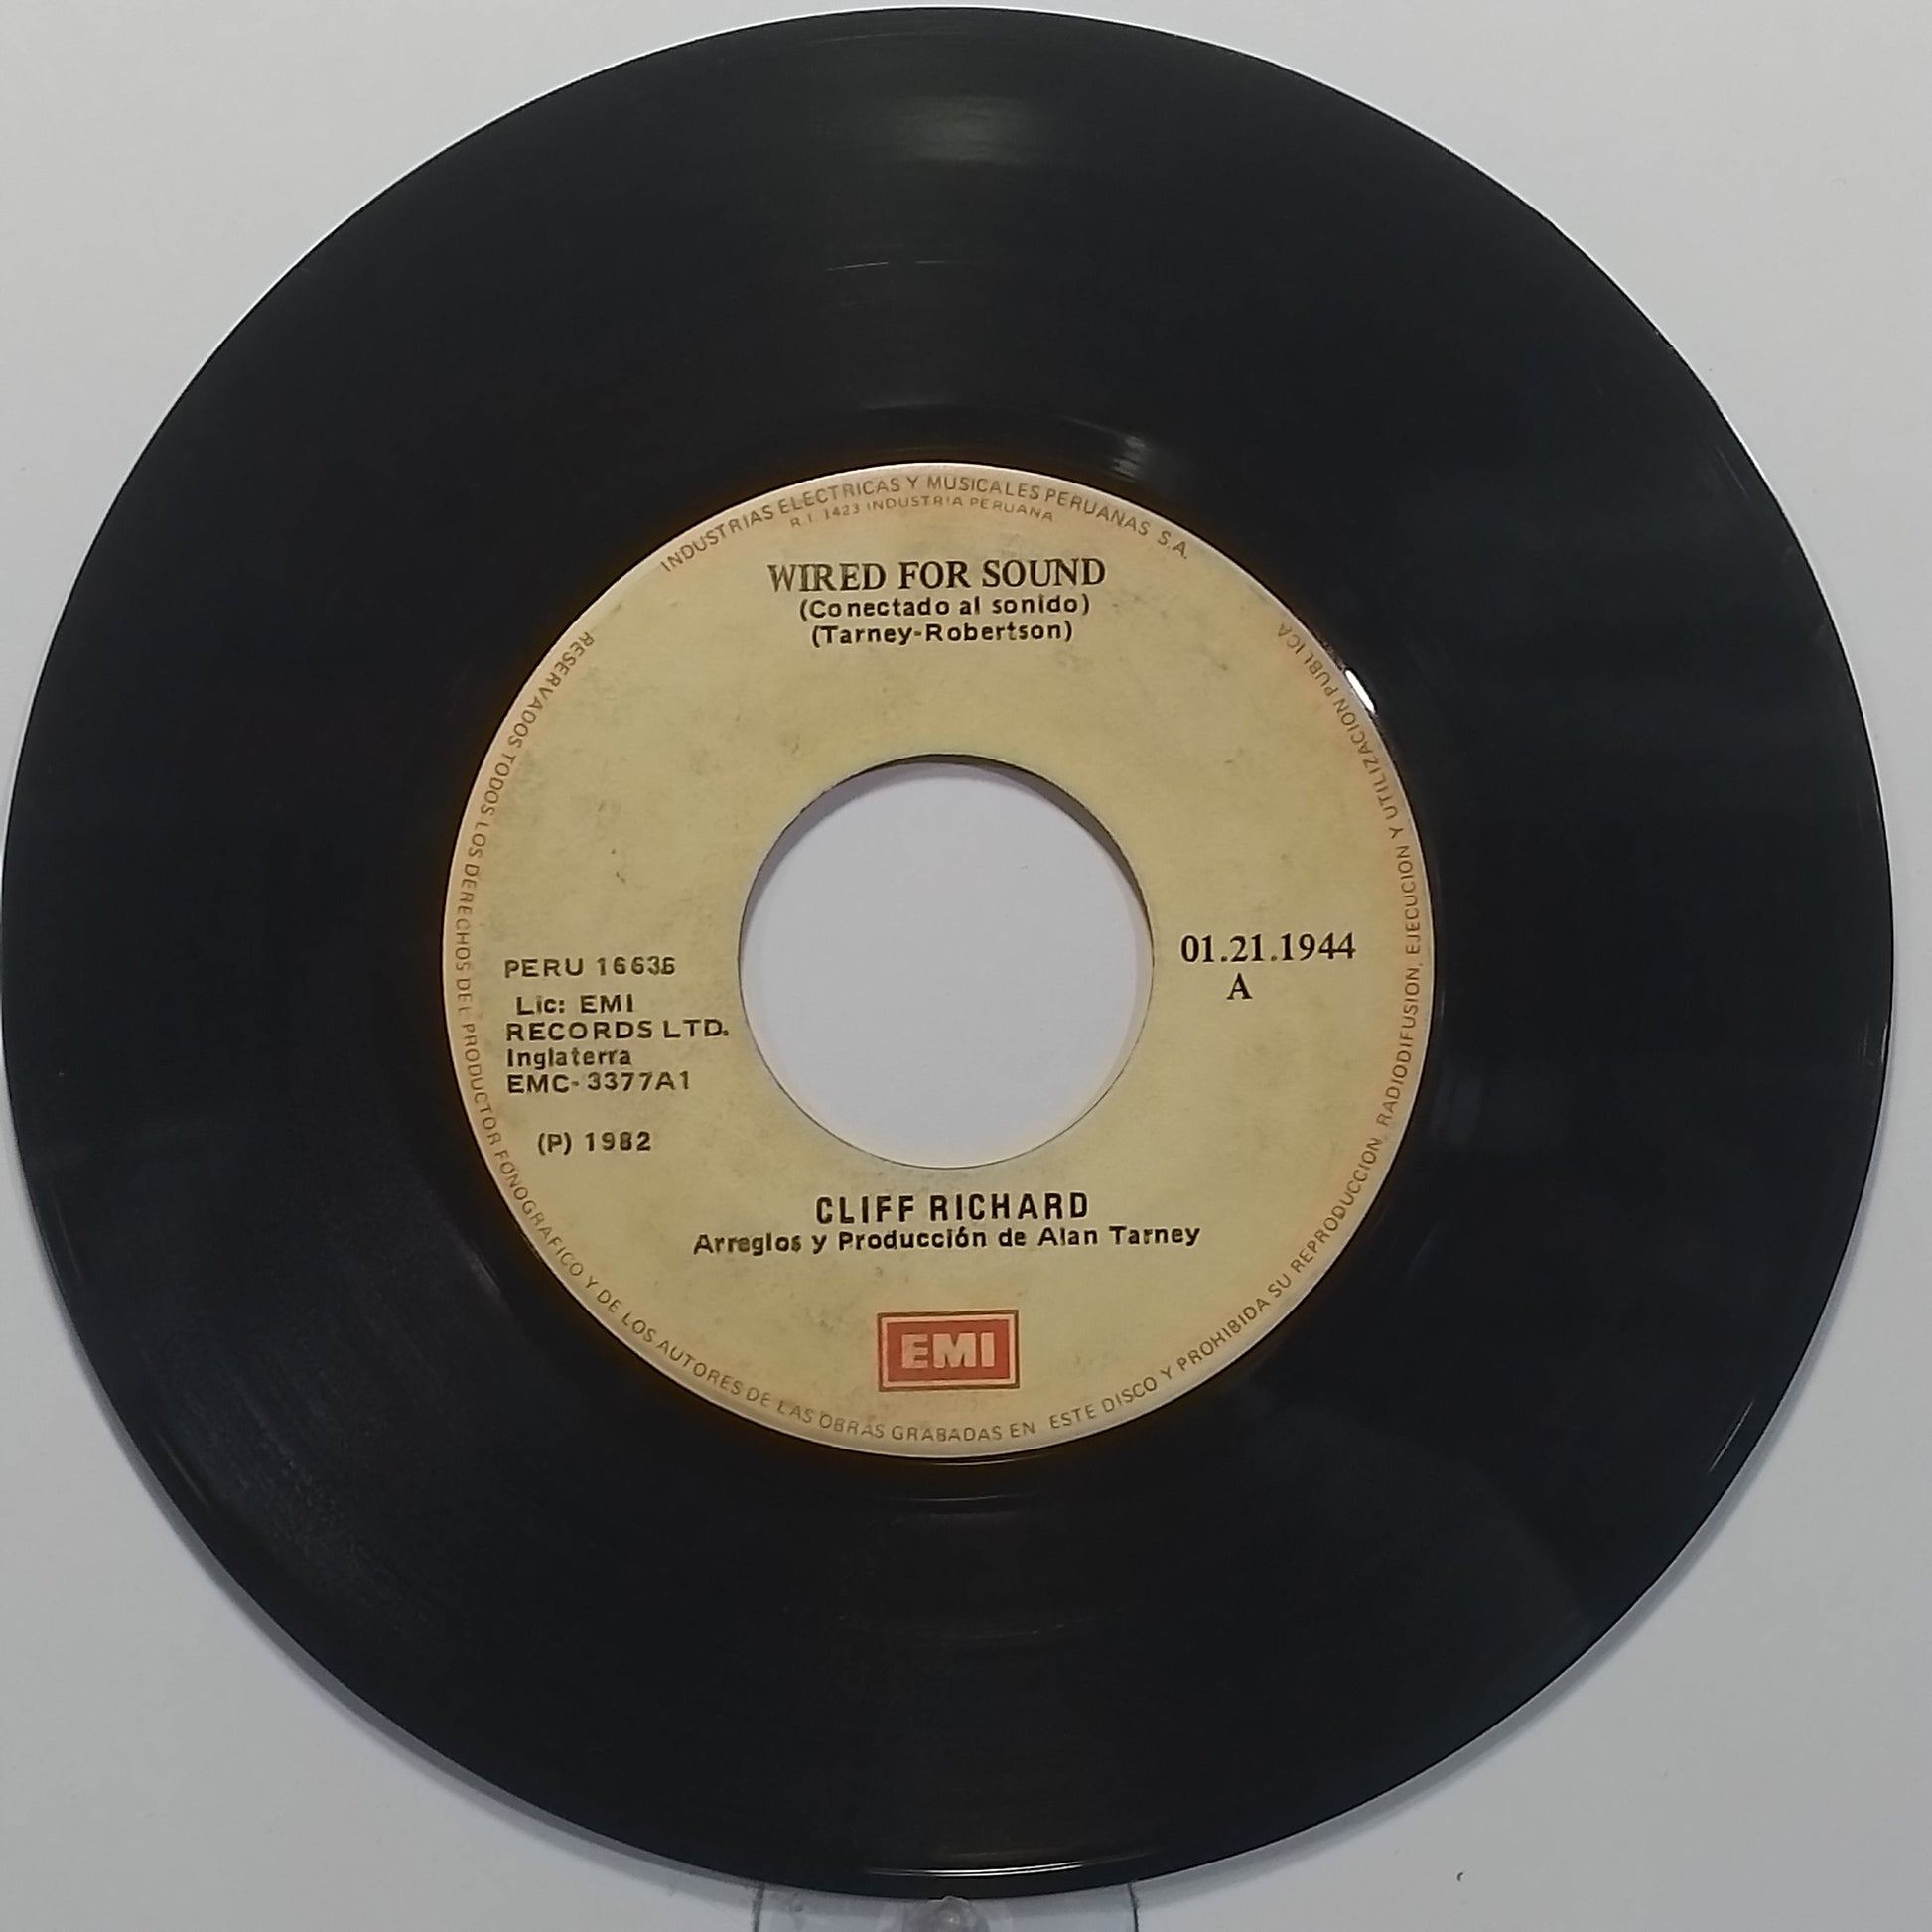 INDUSTRIAS ELECTRICAS Y MUSICALES PERUANAS S.A.
R.I. 1423 INDUSTRIA PERUANA
WIRED FOR SOUND
(Conectado al sonido)
(Tarney-Robertson)
PERU 16636
Lic: EMI
RECORDS LTD.
Inglaterra
EMC-3377A1
(P) 1982
01.21.1944
A
CLIFF RICHARD
Arreglos y Producción de Alan Tarney
EMI
RESERVADOS TODOS LOS DERECHOS DEL PRODUCTOR FONOGRAFICO Y DE LOS AUTORES DE LAS OBRAS GRABADAS EN ESTE DISCO Y PROHIBIDA SU REPRODUCCION, RADIODIFUSION, EJECUCION Y UTILIZACION PUBLICA